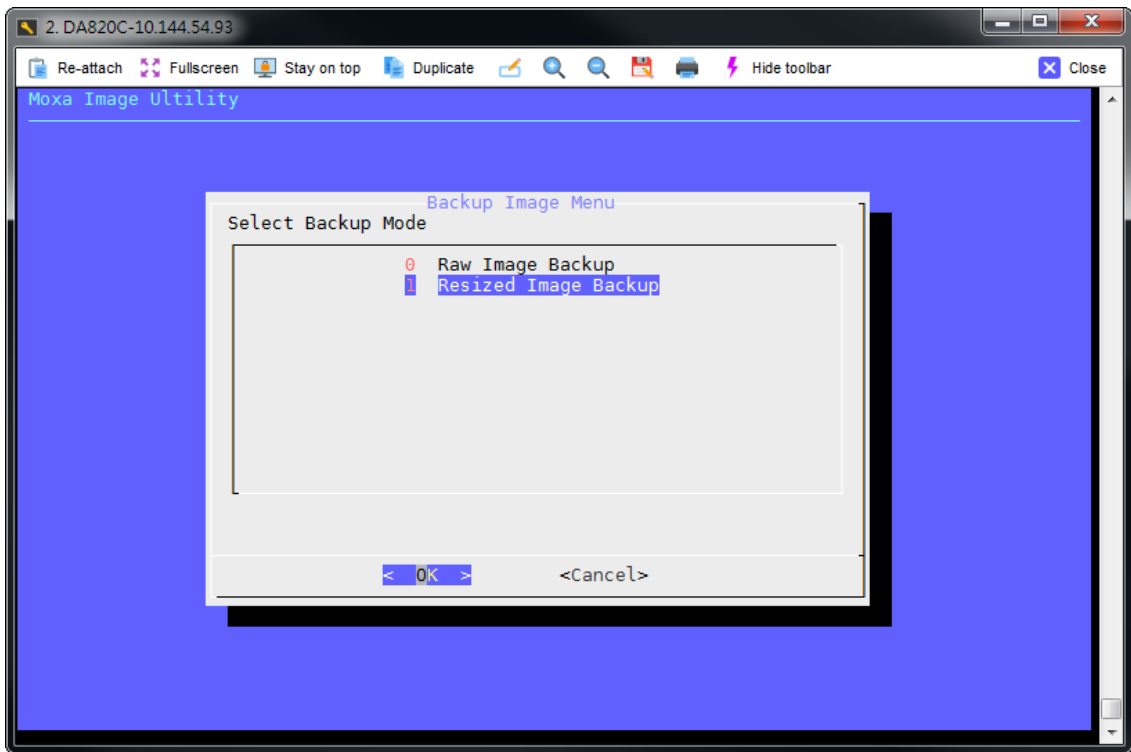 2. DA820C-10.144.54.93
Re-attach Fullscreen Stay on top Duplicate Hide toolbar Close
Moxa Image Ultility
Backup Image Menu
Select Backup Mode
0 Raw Image Backup
1 Resized Image Backup
< OK > <Cancel>